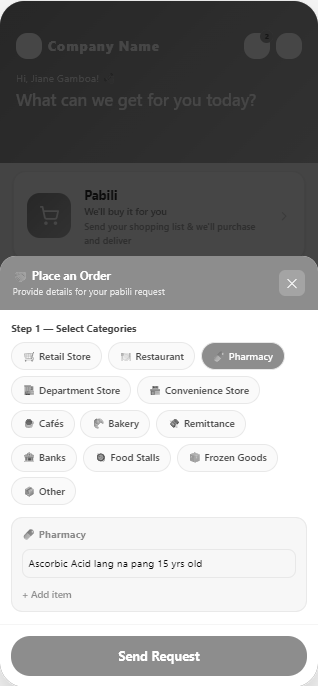 Company Name
2
Hi, Jiane Gamboa!
What can we get for you today?
Pabili
We'll buy it for you
Send your shopping list & we'll purchase
and deliver
Place an Order
Provide details for your pabili request
Step 1 — Select Categories
Retail Store
Restaurant
Pharmacy
Department Store
Convenience Store
Cafés
Bakery
Remittance
Banks
Food Stalls
Frozen Goods
Other
Pharmacy
Ascorbic Acid lang na pang 15 yrs old
+ Add item
Send Request